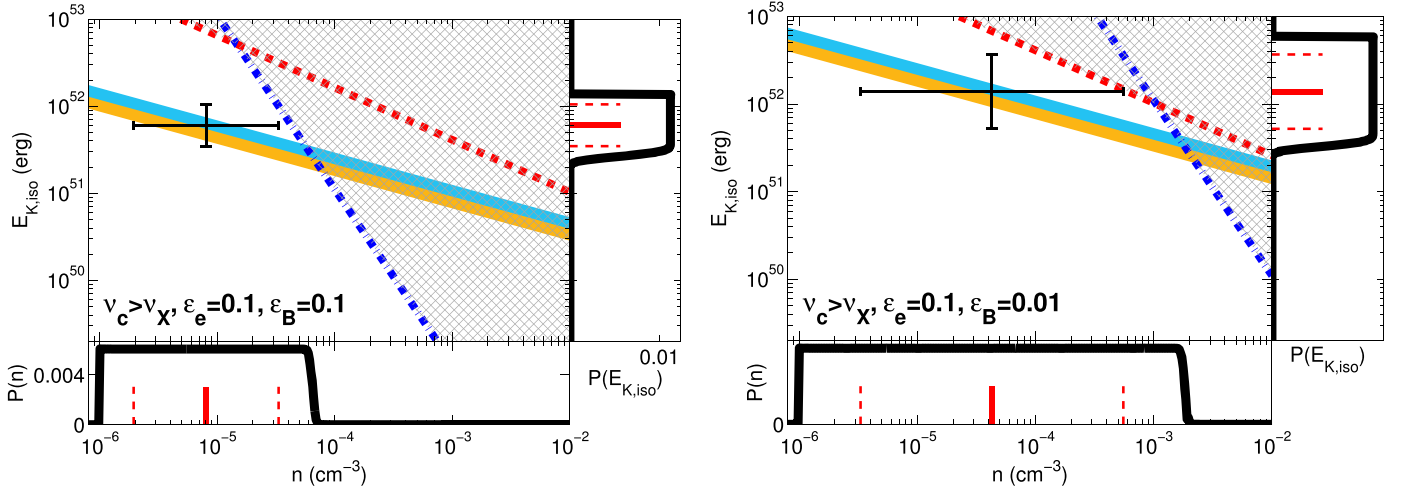 10^53
10^52
10^51
10^50
E_K,iso (erg)
ν_c>ν_X, ε_e=0.1, ε_B=0.1
0.01
P(E_K,iso)
P(n)
0.004
0
10^−6
10^−5
10^−4
10^−3
10^−2
n (cm^−3)
10^53
10^52
10^51
10^50
E_K,iso (erg)
ν_c>ν_X, ε_e=0.1, ε_B=0.01
P(E_K,iso)
P(n)
0
10^−6
10^−5
10^−4
10^−3
10^−2
n (cm^−3)